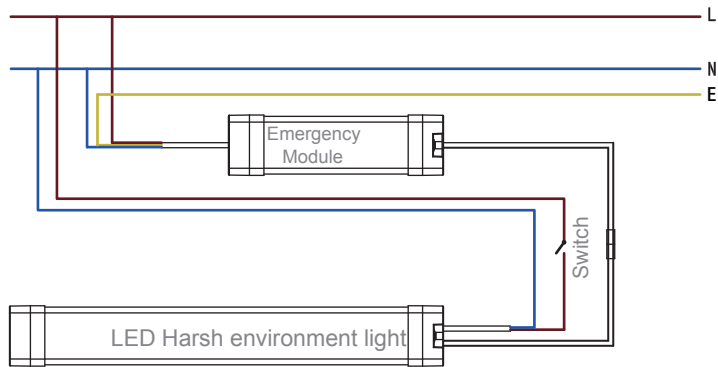 L
N
E
Emergency
Module
Switch
LED Harsh environment light